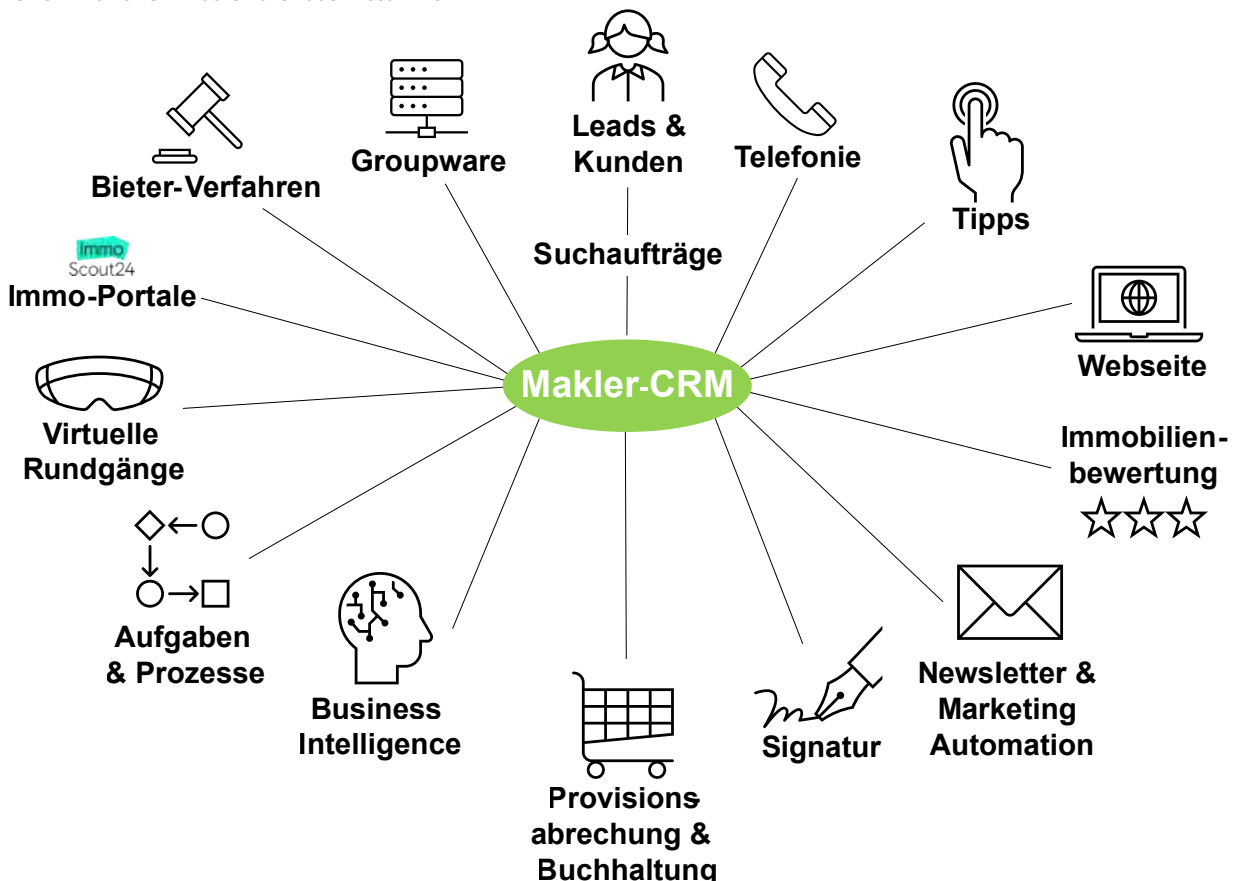 Leads &
Kunden
Groupware
Telefonie
Bieter-Verfahren
Tipps
Suchaufträge
Immo
Scout24
Immo-Portale
Webseite
Makler-CRM
Virtuelle
Rundgänge
Immobilien-
bewertung
Aufgaben
& Prozesse
Business
Intelligence
Newsletter &
Marketing
Automation
Signatur
Provisions-
abrechung &
Buchhaltung